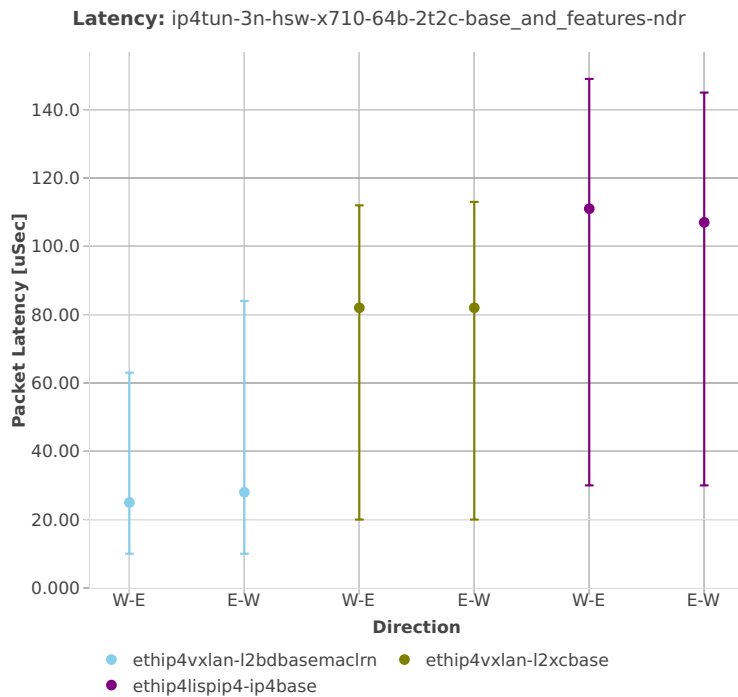 Latency: ip4tun-3n-hsw-x710-64b-2t2c-base_and_features-ndr
Packet Latency [uSec]
140.0
120.0
100.0
80.00
60.00
40.00
20.00
0.000
W-E E-W W-E E-W W-E E-W
Direction
ethip4vxlan-l2bdbasemaclrn ethip4vxlan-l2xcbase
ethip4lispip4-ip4base